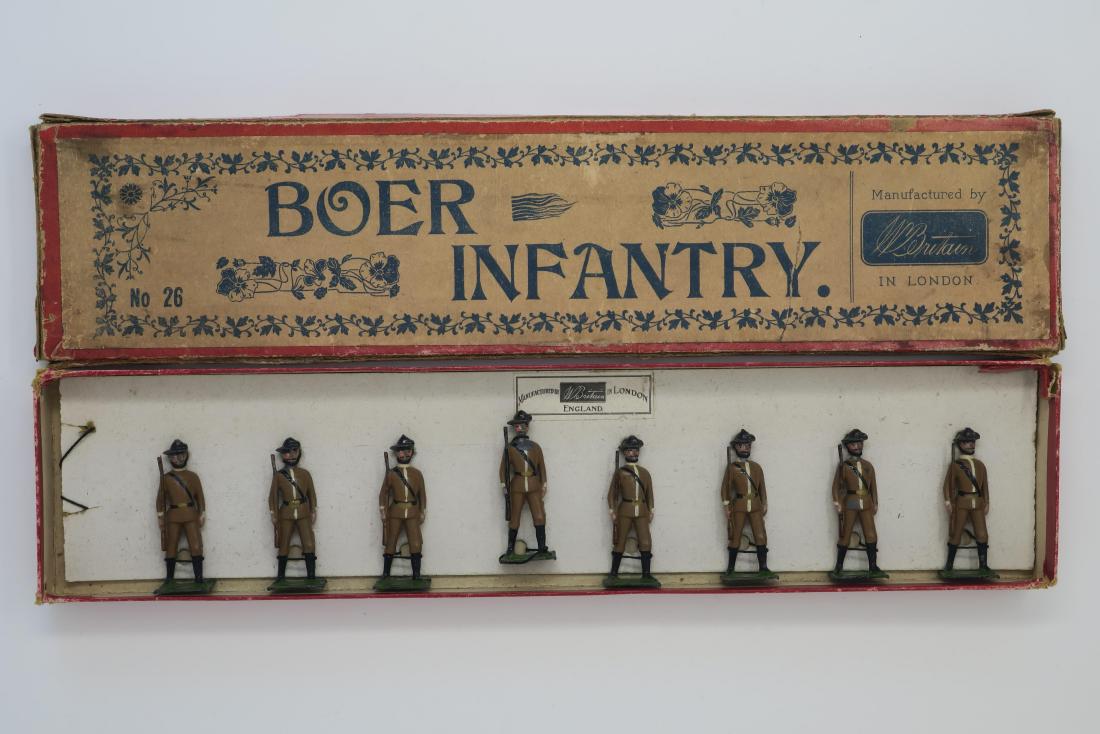 BOER
INFANTRY.
No 26
Manufactured by
W Britain
IN LONDON
MANUFACTURED BY W Britain IN LONDON
ENGLAND.